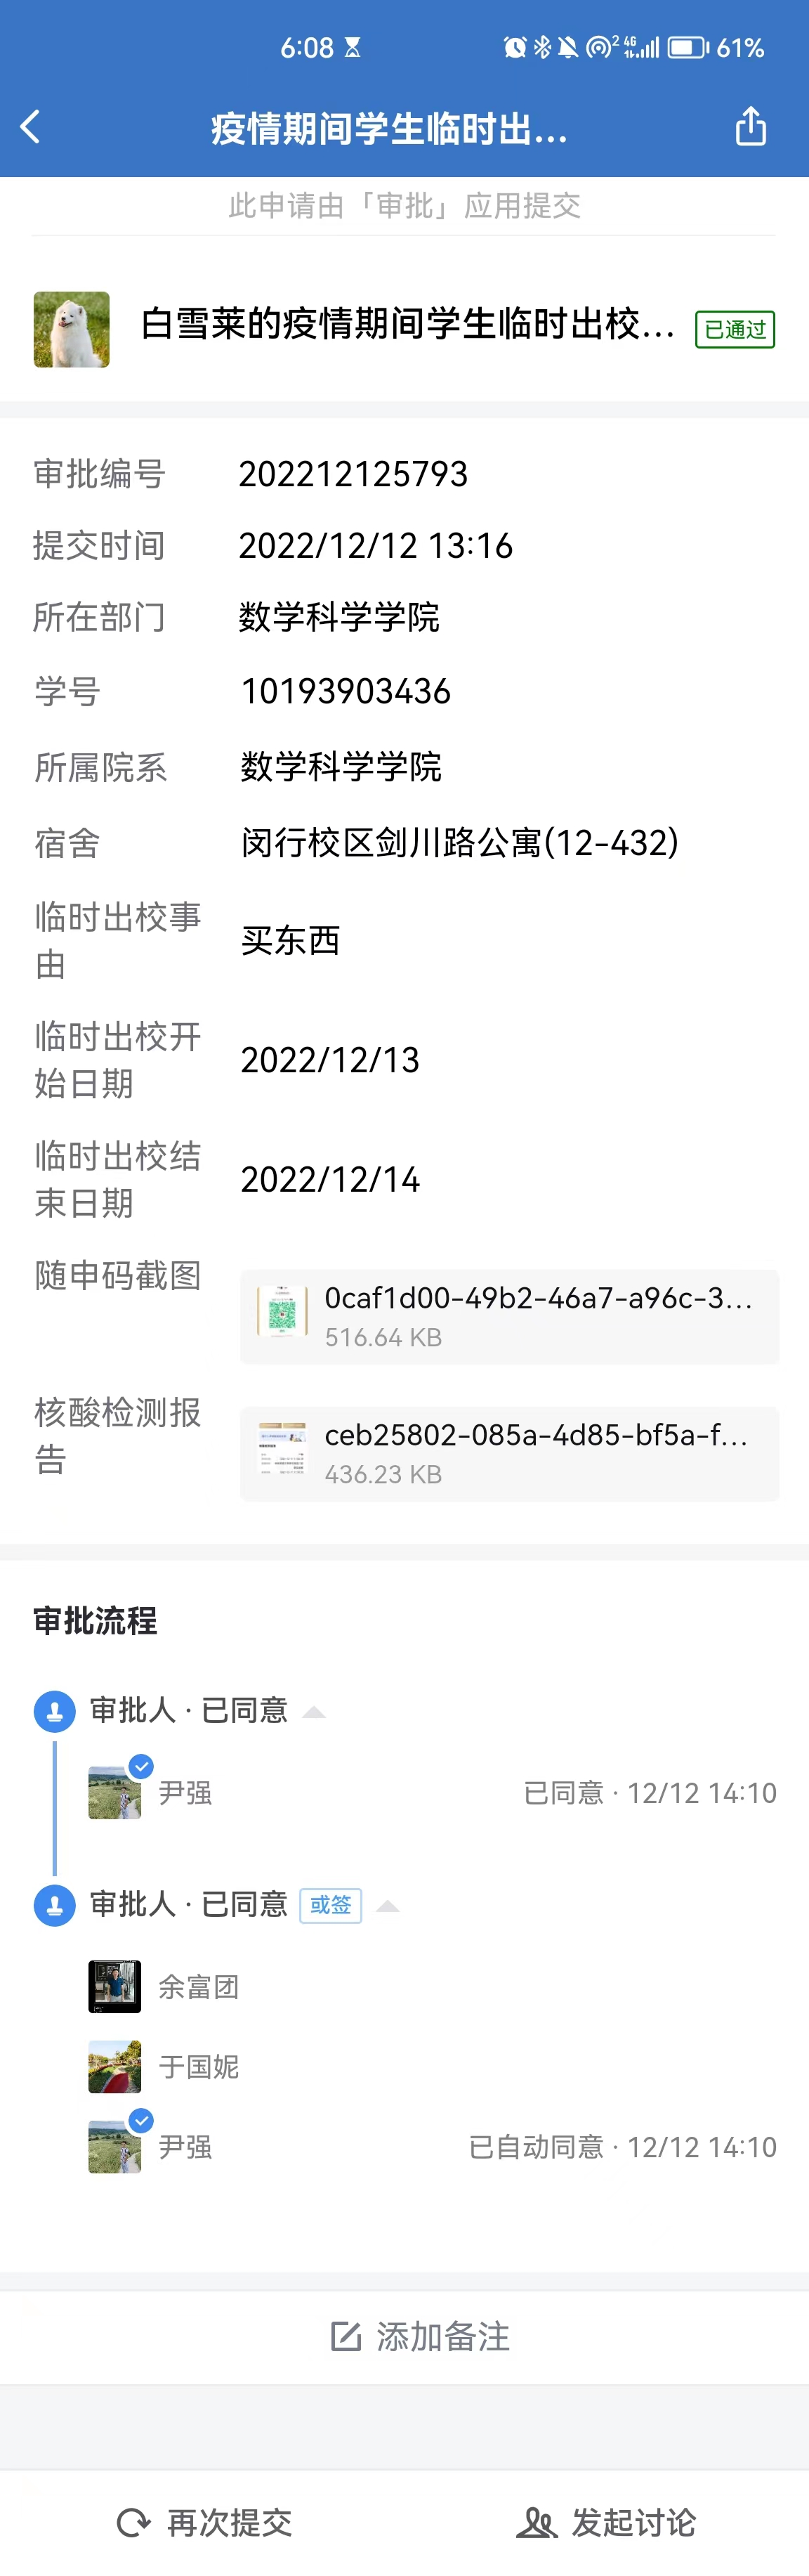 6:08
2 4G 61%
疫情期间学生临时出...
此申请由「审批」应用提交
白雪莱的疫情期间学生临时出校... 已通过
审批编号 202212125793
提交时间 2022/12/12 13:16
所在部门 数学科学学院
学号 10193903436
所属院系 数学科学学院
宿舍 闵行校区剑川路公寓(12-432)
临时出校事
由
买东西
临时出校开
始日期
2022/12/13
临时出校结
束日期
2022/12/14
随申码截图
0caf1d00-49b2-46a7-a96c-3...
516.64 KB
核酸检测报
告
ceb25802-085a-4d85-bf5a-f...
436.23 KB
审批流程
审批人 · 已同意
尹强 已同意 · 12/12 14:10
审批人 · 已同意 或签
余富团
于国妮
尹强 已自动同意 · 12/12 14:10
添加备注
再次提交 发起讨论